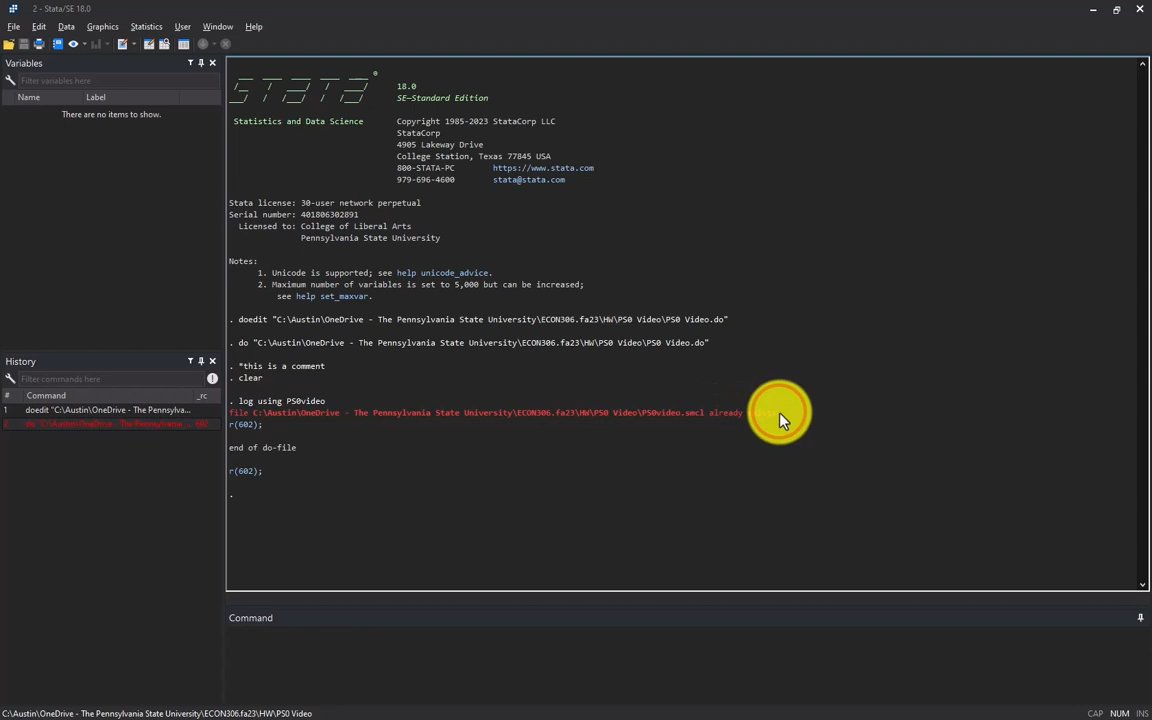 2 - Stata/SE 18.0
File Edit Data Graphics Statistics User Window Help
Variables
Filter variables here
Name Label
There are no items to show.
History
Filter commands here
# Command _rc
1 doedit "C:\Austin\OneDrive - The Pennsylva...
2 do "C:\Austin\OneDrive - The Pennsylvania ...
18.0
SE—Standard Edition
Statistics and Data Science Copyright 1985-2023 StataCorp LLC
StataCorp
4905 Lakeway Drive
College Station, Texas 77845 USA
800-STATA-PC https://www.stata.com
979-696-4600 stata@stata.com
Stata license: 30-user network perpetual
Serial number: 401806302891
Licensed to: College of Liberal Arts
Pennsylvania State University
Notes:
1. Unicode is supported; see help unicode_advice.
2. Maximum number of variables is set to 5,000 but can be increased;
see help set_maxvar.
. doedit "C:\Austin\OneDrive - The Pennsylvania State University\ECON306.fa23\HW\PS0 Video\PS0 Video.do"
. do "C:\Austin\OneDrive - The Pennsylvania State University\ECON306.fa23\HW\PS0 Video\PS0 Video.do"
. *this is a comment
. clear
. log using PS0video
file C:\Austin\OneDrive - The Pennsylvania State University\ECON306.fa23\HW\PS0 Video\PS0video.smcl already
r(602);
end of do-file
r(602);
.
Command
C:\Austin\OneDrive - The Pennsylvania State University\ECON306.fa23\HW\PS0 Video
CAP NUM INS